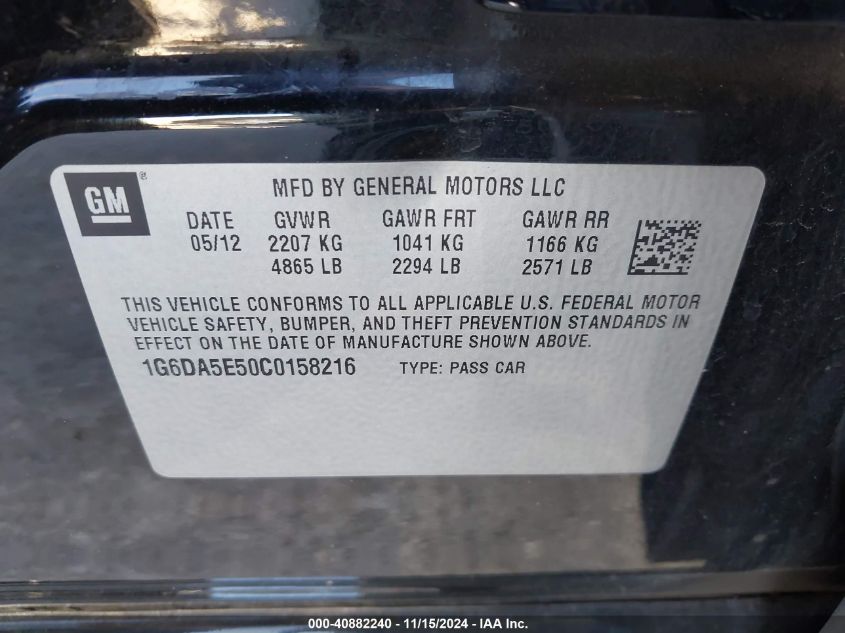 GM ®
MFD BY GENERAL MOTORS LLC
DATE GVWR GAWR FRT GAWR RR
05/12 2207 KG 1041 KG 1166 KG
4865 LB 2294 LB 2571 LB
THIS VEHICLE CONFORMS TO ALL APPLICABLE U.S. FEDERAL MOTOR
VEHICLE SAFETY, BUMPER, AND THEFT PREVENTION STANDARDS IN
EFFECT ON THE DATE OF MANUFACTURE SHOWN ABOVE.
1G6DA5E50C0158216 TYPE: PASS CAR
000-40882240 - 11/15/2024 - IAA Inc.